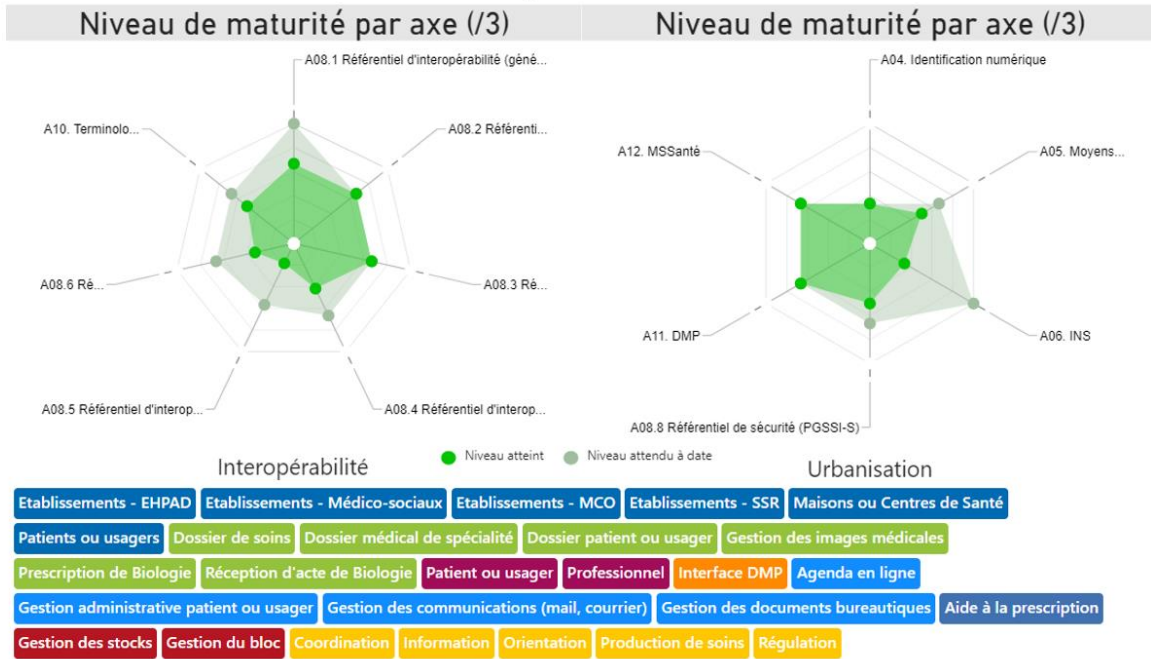 Niveau de maturité par axe (/3)
Niveau de maturité par axe (/3)
A08.1 Référentiel d'interopérabilité (géné...
A10. Terminolo...
A08.2 Référenti...
A08.6 Ré...
A08.3 Ré...
A08.5 Référentiel d'interop...
A08.4 Référentiel d'interop...
A04. Identification numérique
A12. MSSanté
A05. Moyens...
A11. DMP
A06. INS
A08.8 Référentiel de sécurité (PGSSI-S)
Interopérabilité
Niveau atteint Niveau attendu à date
Urbanisation
Etablissements - EHPAD Etablissements - Médico-sociaux Etablissements - MCO Etablissements - SSR Maisons ou Centres de Santé
Patients ou usagers Dossier de soins Dossier médical de spécialité Dossier patient ou usager Gestion des images médicales
Prescription de Biologie Réception d'acte de Biologie Patient ou usager Professionnel Interface DMP Agenda en ligne
Gestion administrative patient ou usager Gestion des communications (mail, courrier) Gestion des documents bureautiques Aide à la prescription
Gestion des stocks Gestion du bloc Coordination Information Orientation Production de soins Régulation